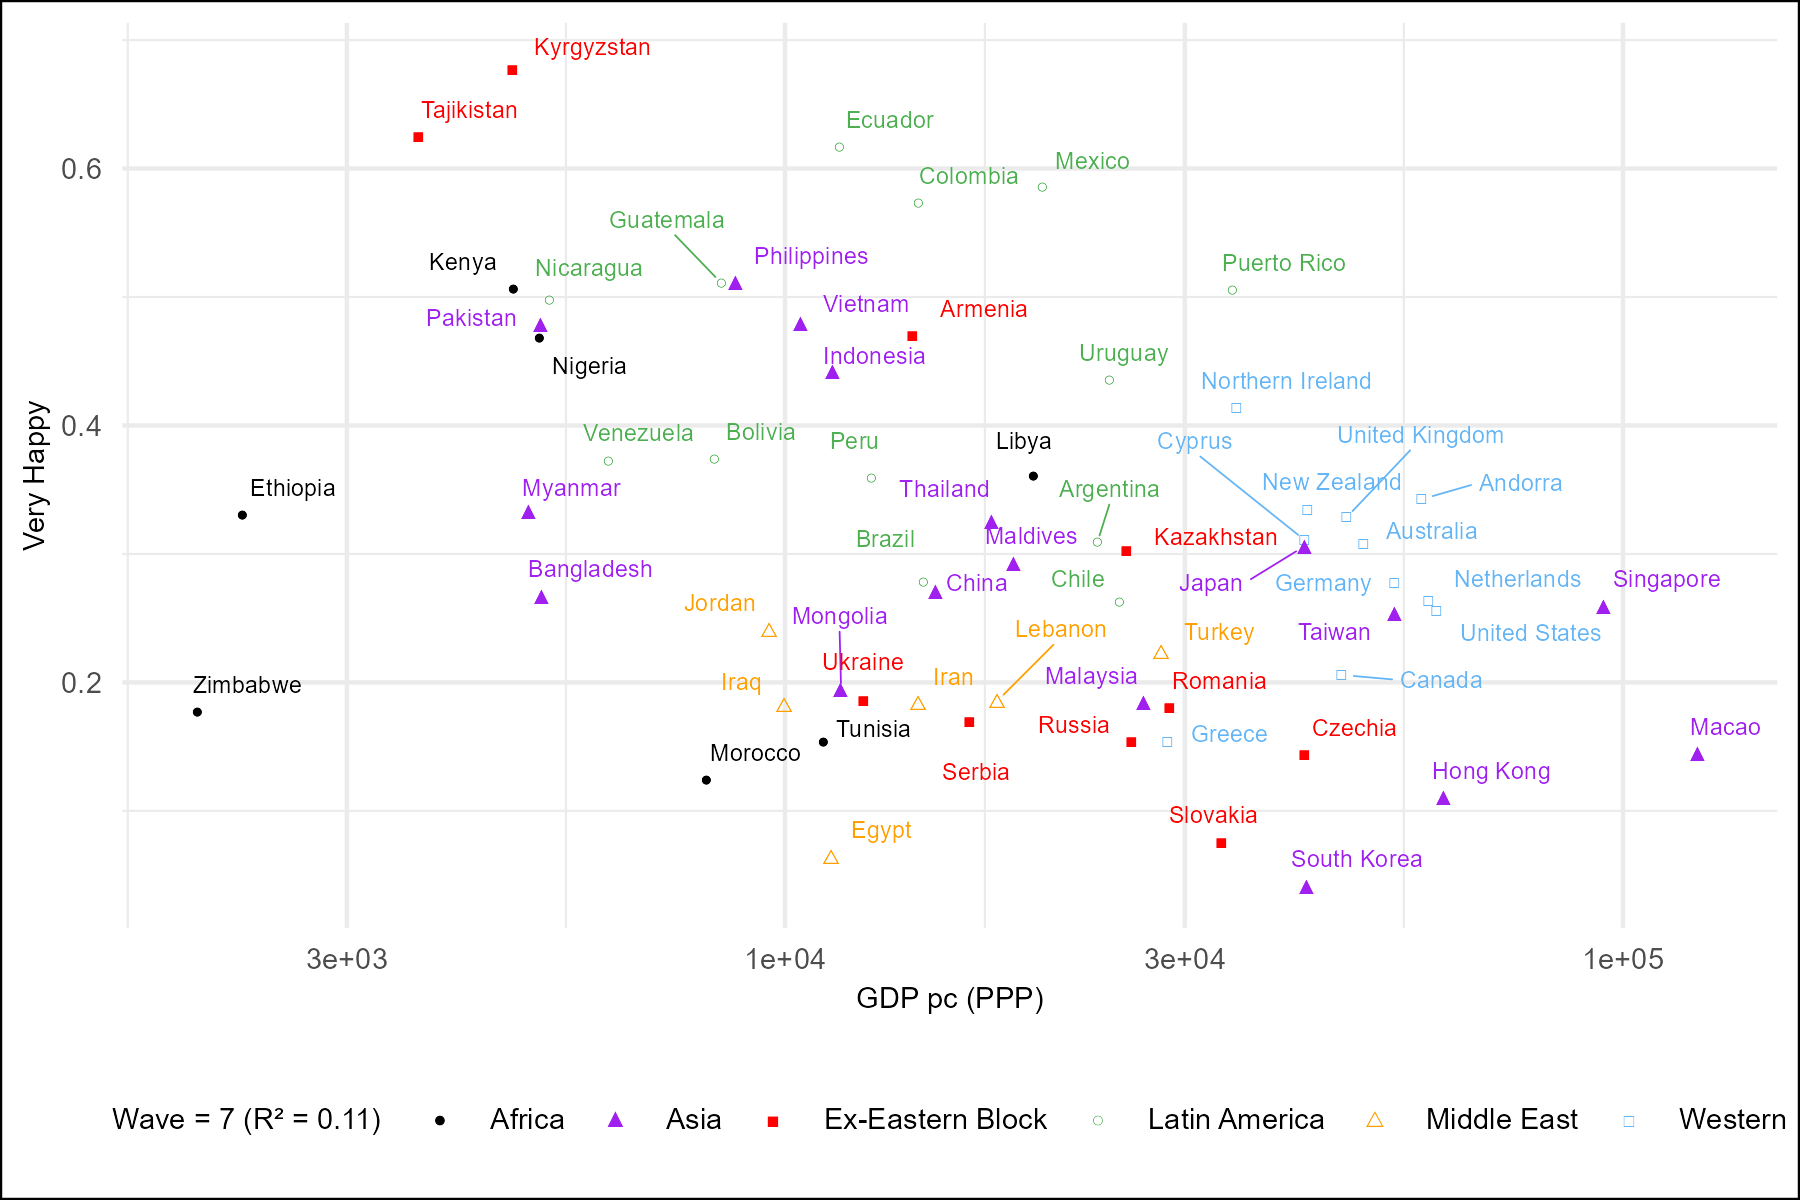 Kyrgyzstan
Tajikistan
Ecuador
Mexico
0.6
Colombia
Guatemala
Kenya
Nicaragua
Philippines
Puerto Rico
Pakistan
Vietnam
Armenia
Nigeria
Indonesia
Uruguay
Northern Ireland
0.4
Venezuela
Bolivia
Peru
Libya
Cyprus
United Kingdom
Very Happy
Ethiopia
Myanmar
Thailand
Argentina
New Zealand
Andorra
Brazil
Maldives
Kazakhstan
Australia
Bangladesh
China
Chile
Japan
Germany
Netherlands
Singapore
Jordan
Mongolia
Lebanon
Turkey
Taiwan
United States
0.2
Zimbabwe
Iraq
Ukraine
Iran
Malaysia
Romania
Canada
Morocco
Tunisia
Serbia
Russia
Greece
Czechia
Macao
Hong Kong
Egypt
Slovakia
South Korea
3e+03 1e+04 3e+04 1e+05
GDP pc (PPP)
Wave = 7 (R² = 0.11) Africa Asia Ex-Eastern Block Latin America Middle East Western